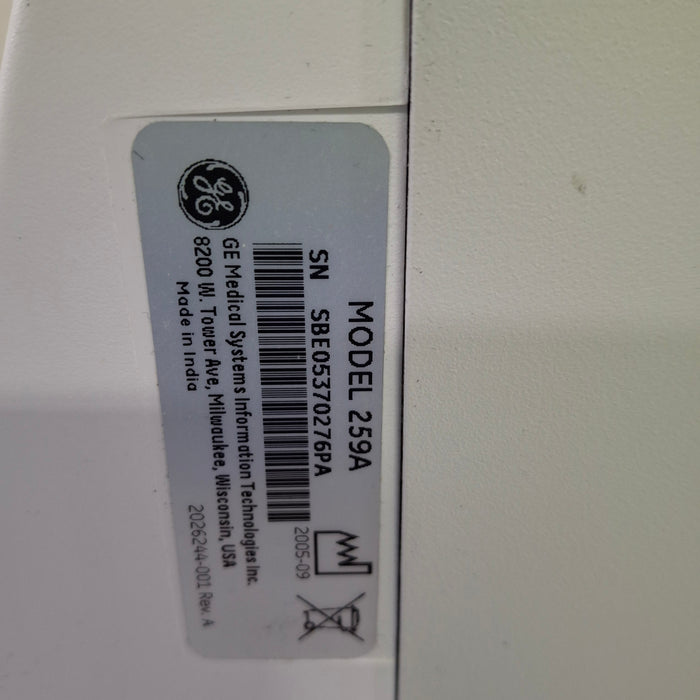 MODEL 259A
SN SBE05370276PA
2005-09
GE Medical Systems Information Technologies Inc.
8200 W. Tower Ave, Milwaukee, Wisconsin, USA
Made in India
2026244-001 Rev. A
GE